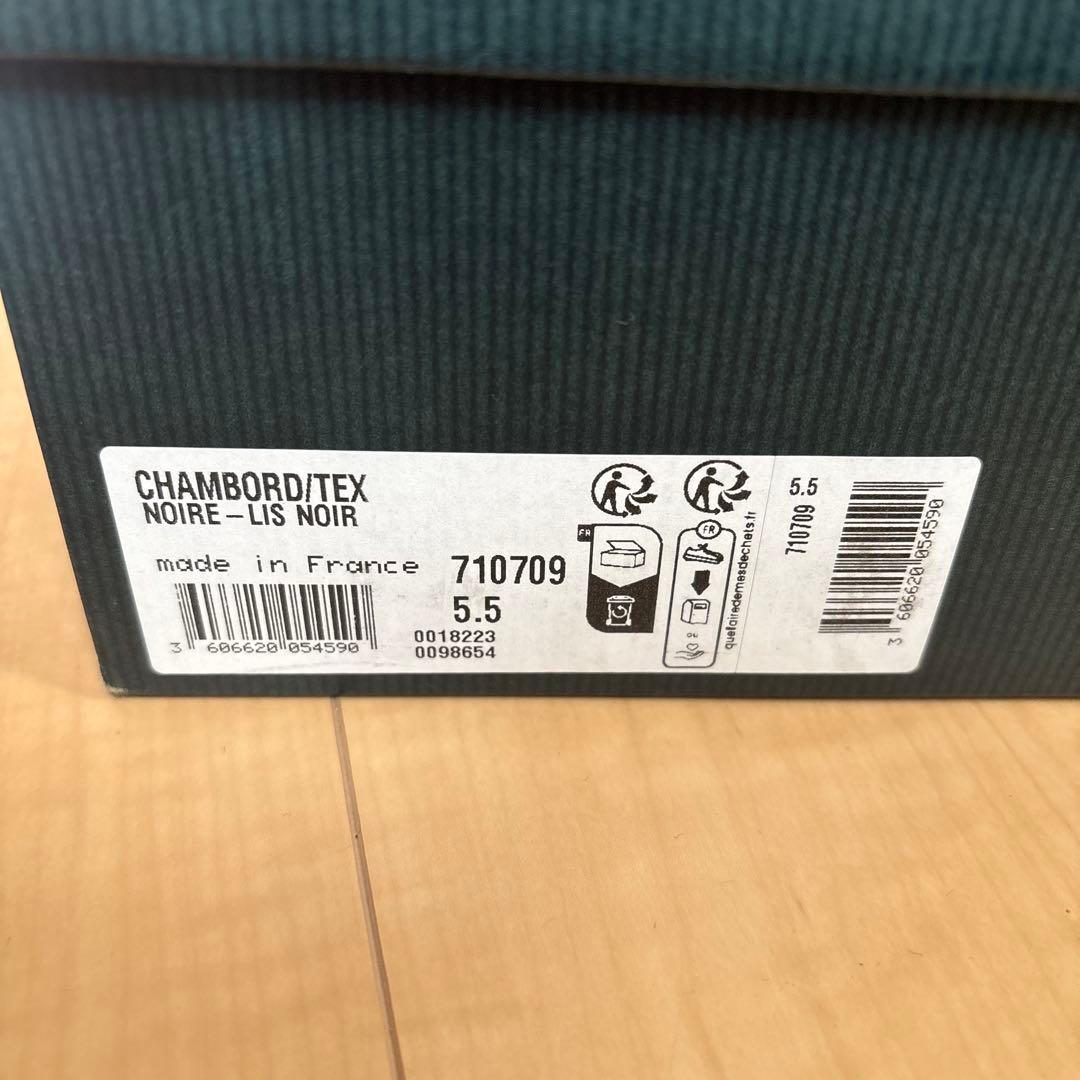 CHAMBORD/TEX
NOIRE-LIS NOIR
made in France
710709
5.5
0018223
0098654
3 606620 054590
FR
FR
ou
quefairedemesdechets.fr
5.5
710709
3 606620 054590